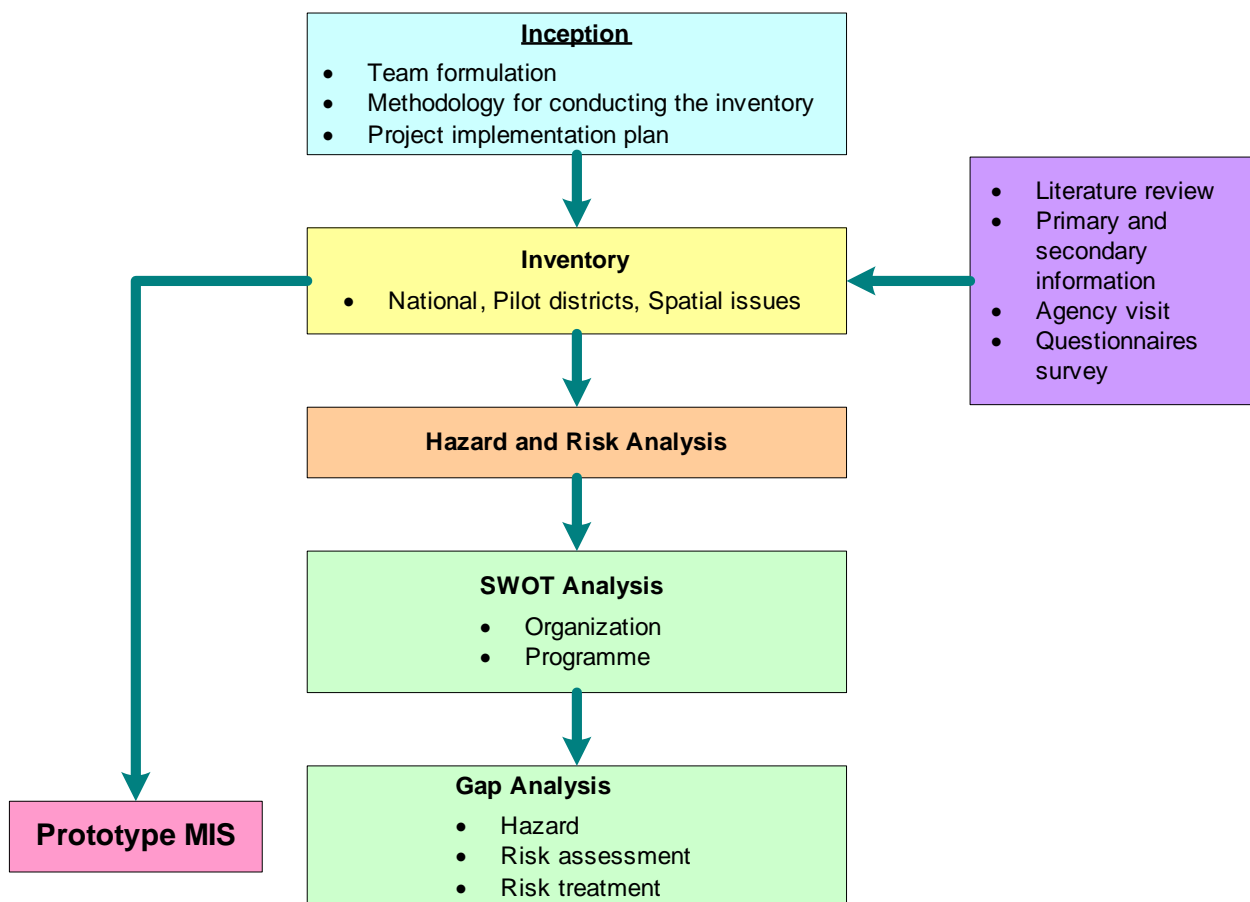 Inception
• Team formulation
• Methodology for conducting the inventory
• Project implementation plan
• Literature review
• Primary and
secondary
information
• Agency visit
• Questionnaires
survey
Inventory
• National, Pilot districts, Spatial issues
Hazard and Risk Analysis
SWOT Analysis
• Organization
• Programme
Gap Analysis
• Hazard
• Risk assessment
• Risk treatment
Prototype MIS